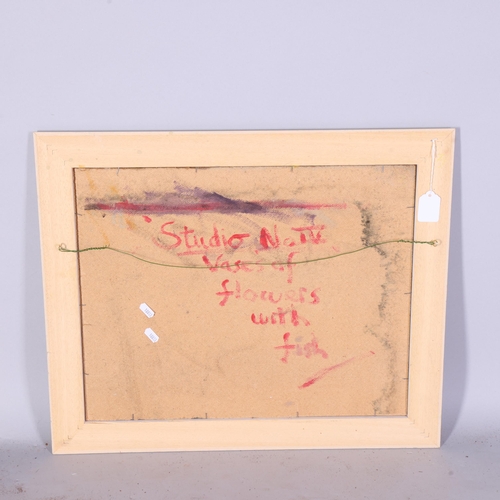 'Studio No IV
Vases of
flowers
with
fish